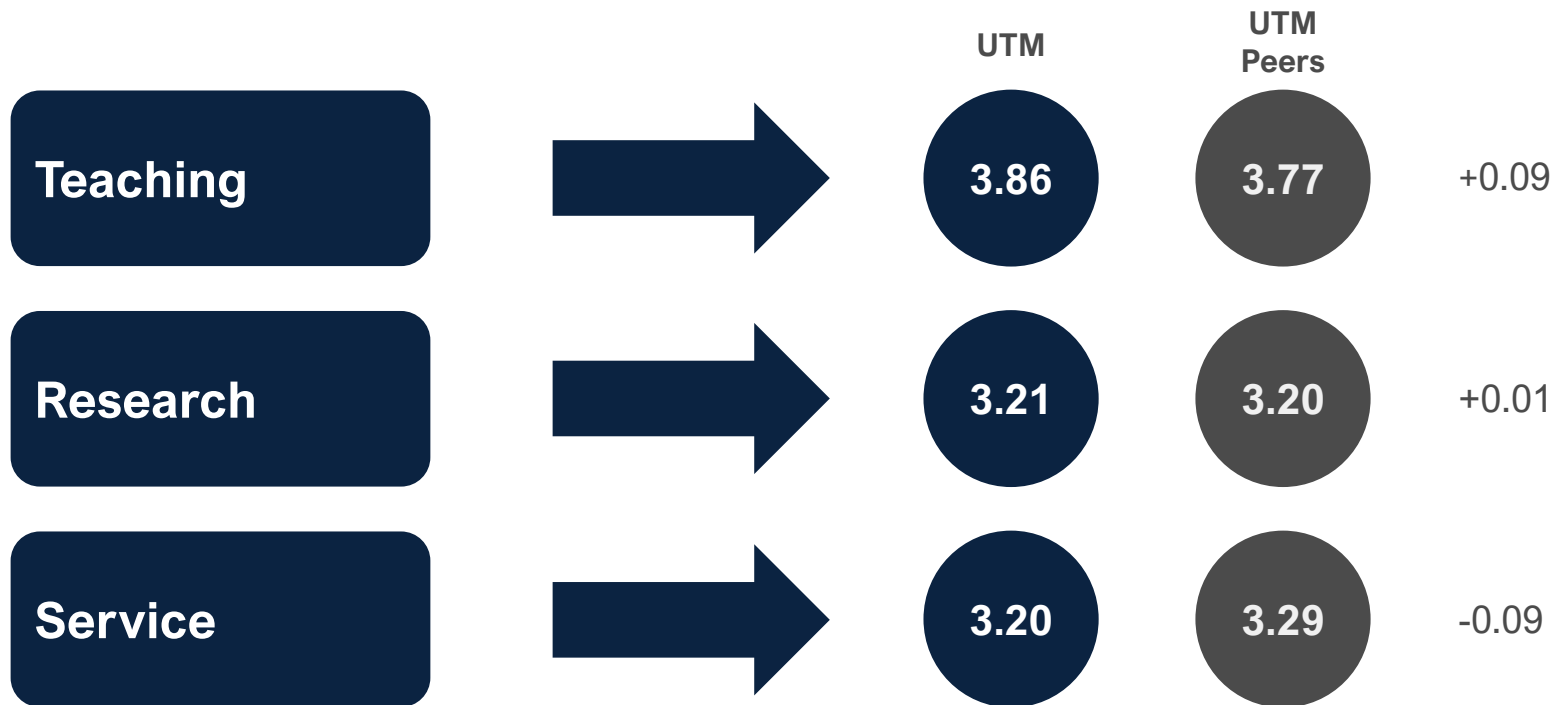 UTM
UTM
Peers
Teaching
3.86
3.77
+0.09
Research
3.21
3.20
+0.01
Service
3.20
3.29
-0.09